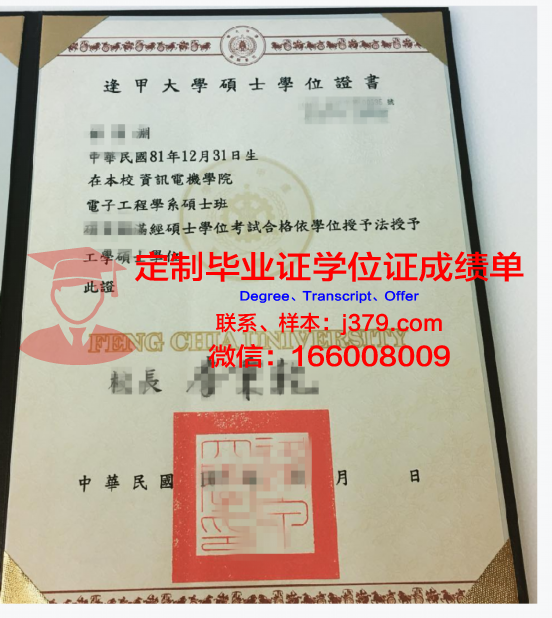 逢甲大學碩士學位證書
號
中華民國81年12月31日生
在本校 資訊電機學院
電子工程學系碩士班
滿經碩士學位考試合格依學位授予法授予
工學碩士學位
此證
定制毕业证学位证成绩单
Degree、Transcript、Offer
联系、样本：j379.com
FENG CHIA UNIVERSITY
微信：166008009
校長
中華民國 月 日